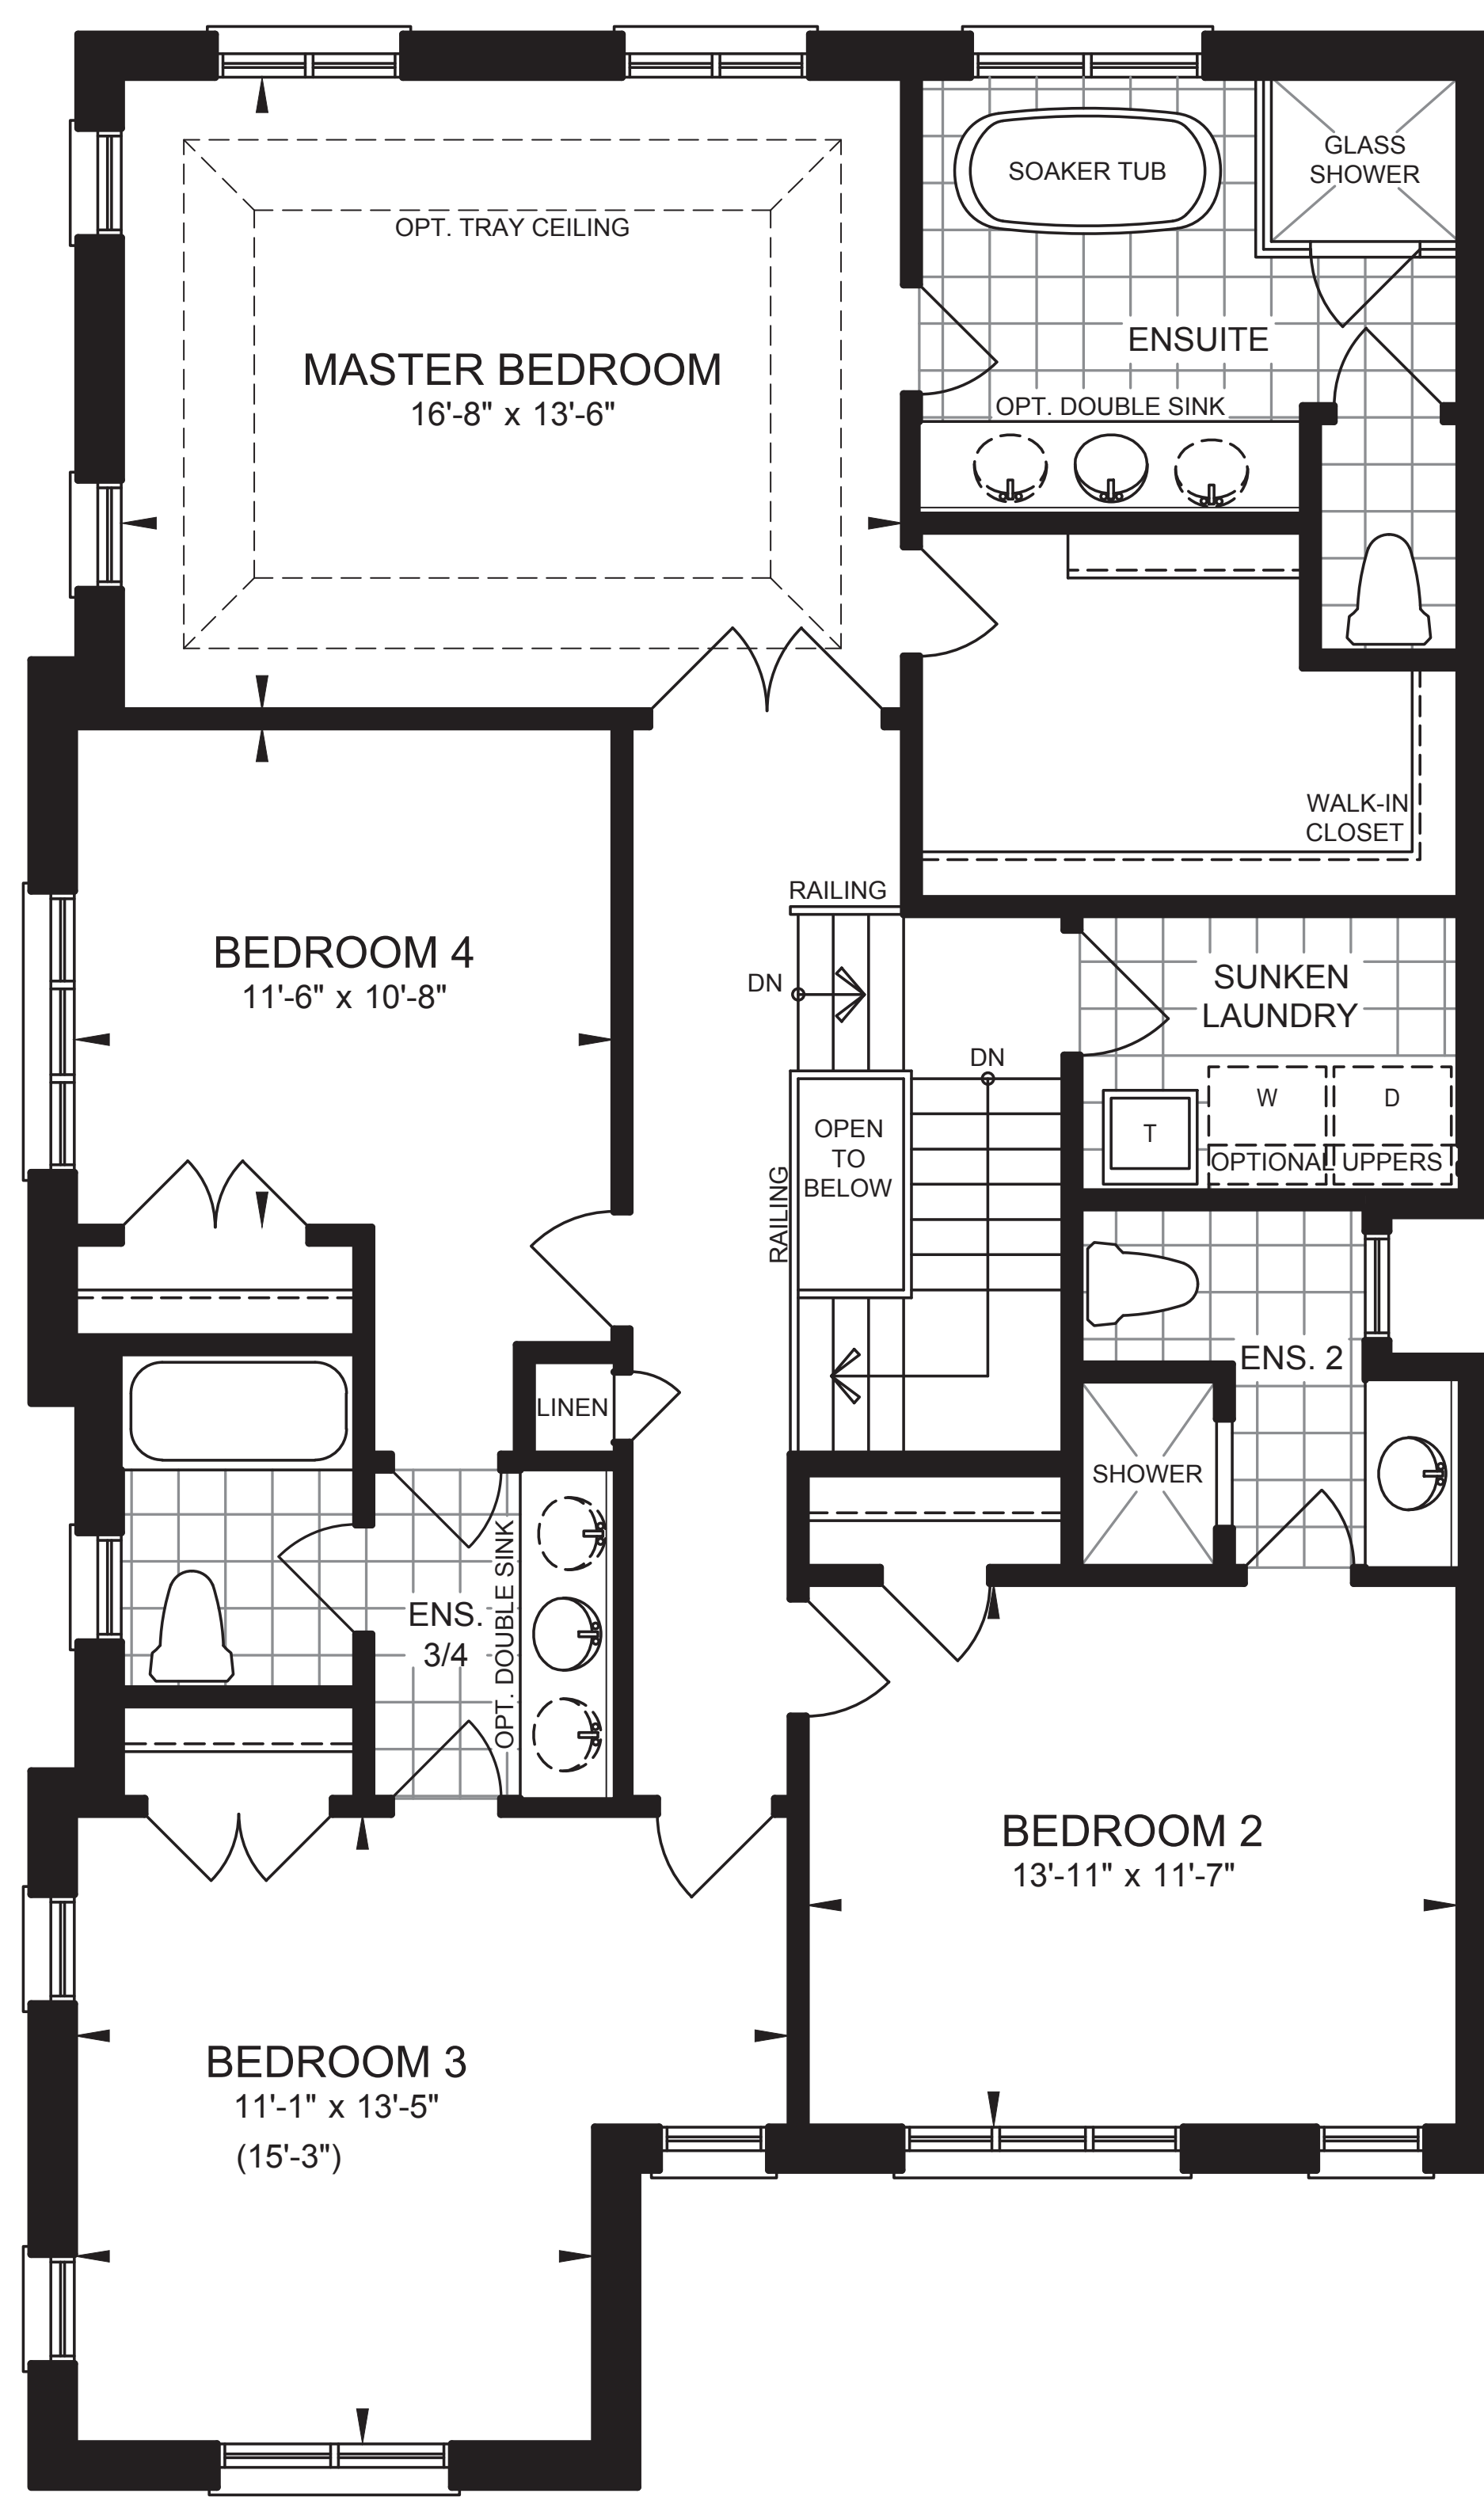 GLASS
SHOWER
SOAKER TUB
OPT. TRAY CEILING
ENSUITE
MASTER BEDROOM
16'-8" x 13'-6"
OPT. DOUBLE SINK
WALK-IN
CLOSET
RAILING
BEDROOM 4
11'-6" x 10'-8"
DN
SUNKEN
LAUNDRY
DN
W
D
T
OPEN
TO
BELOW
OPTIONAL UPPERS
RAILING
ENS. 2
LINEN
SHOWER
OPT. DOUBLE SINK
ENS.
3/4
BEDROOM 2
13'-11" x 11'-7"
BEDROOM 3
11'-1" x 13'-5"
(15'-3")